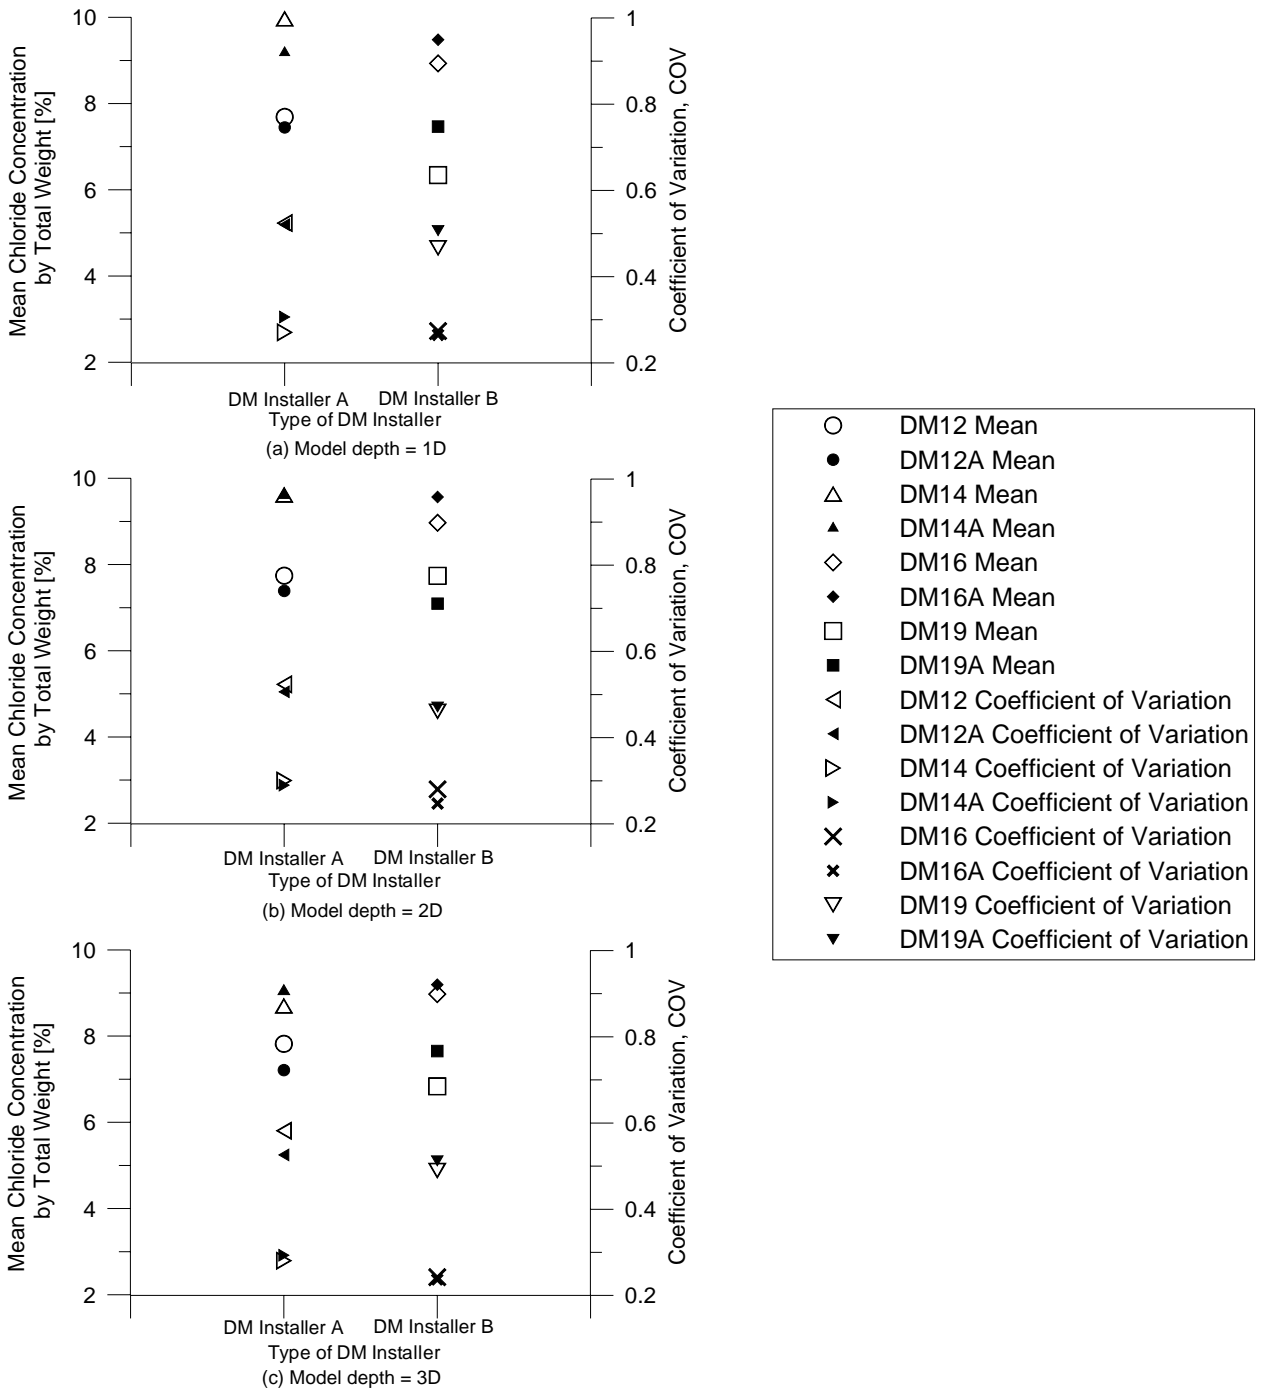 10
8
6
4
2
Mean Chloride Concentration
by Total Weight [%]
1
0.8
0.6
0.4
0.2
Coefficient of Variation, COV
DM Installer A DM Installer B
Type of DM Installer
(a) Model depth = 1D
10
8
6
4
2
Mean Chloride Concentration
by Total Weight [%]
1
0.8
0.6
0.4
0.2
Coefficient of Variation, COV
DM Installer A DM Installer B
Type of DM Installer
(b) Model depth = 2D
10
8
6
4
2
Mean Chloride Concentration
by Total Weight [%]
1
0.8
0.6
0.4
0.2
Coefficient of Variation, COV
DM Installer A DM Installer B
Type of DM Installer
(c) Model depth = 3D
DM12 Mean
DM12A Mean
DM14 Mean
DM14A Mean
DM16 Mean
DM16A Mean
DM19 Mean
DM19A Mean
DM12 Coefficient of Variation
DM12A Coefficient of Variation
DM14 Coefficient of Variation
DM14A Coefficient of Variation
DM16 Coefficient of Variation
DM16A Coefficient of Variation
DM19 Coefficient of Variation
DM19A Coefficient of Variation